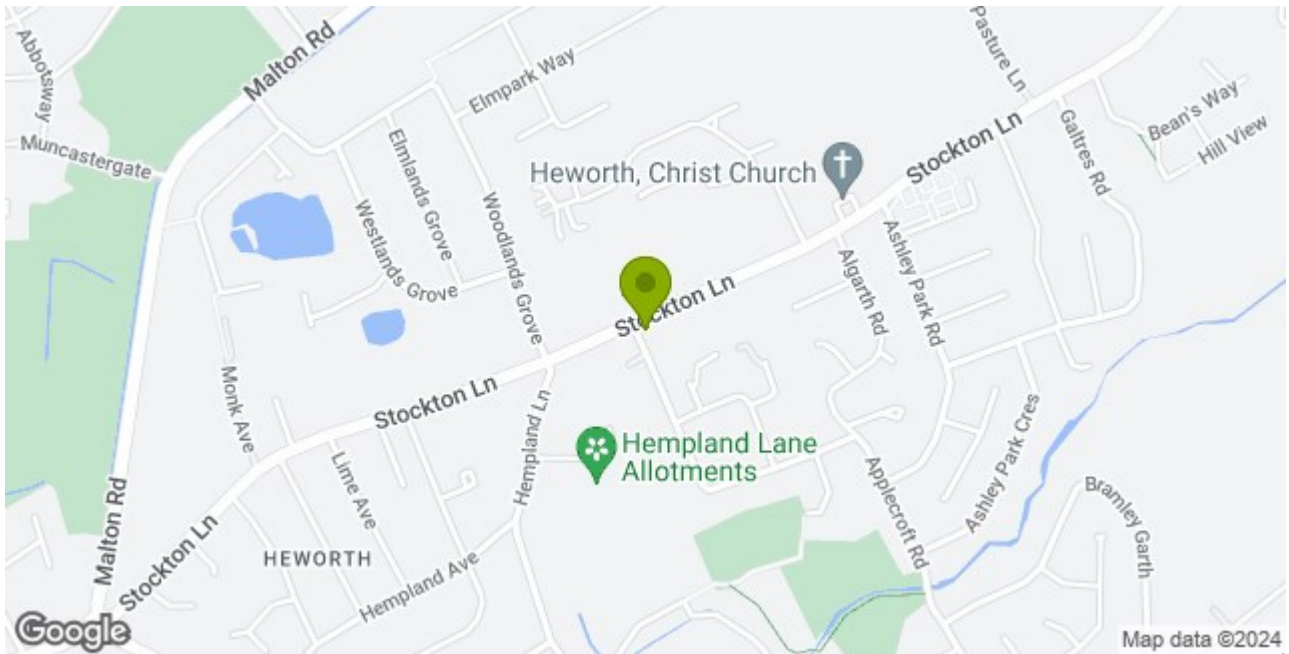 Abbotsway
Malton Rd
Elmpark Way
Pasture Ln
Muncastergate
Elmlands Grove
Westlands Grove
Woodlands Grove
Heworth, Christ Church
Stockton Ln
Galtres Rd
Bean's Way
Hill View
Stockton Ln
Algarth Rd
Ashley Park Rd
Monk Ave
Stockton Ln
Hempland Ln
Lime Ave
Hempland Lane
Allotments
Ashley Park Cres
Applecroft Rd
Bramley Garth
Malton Rd
Stockton Ln
HEWORTH
Hempland Ave
Google
Map data ©2024